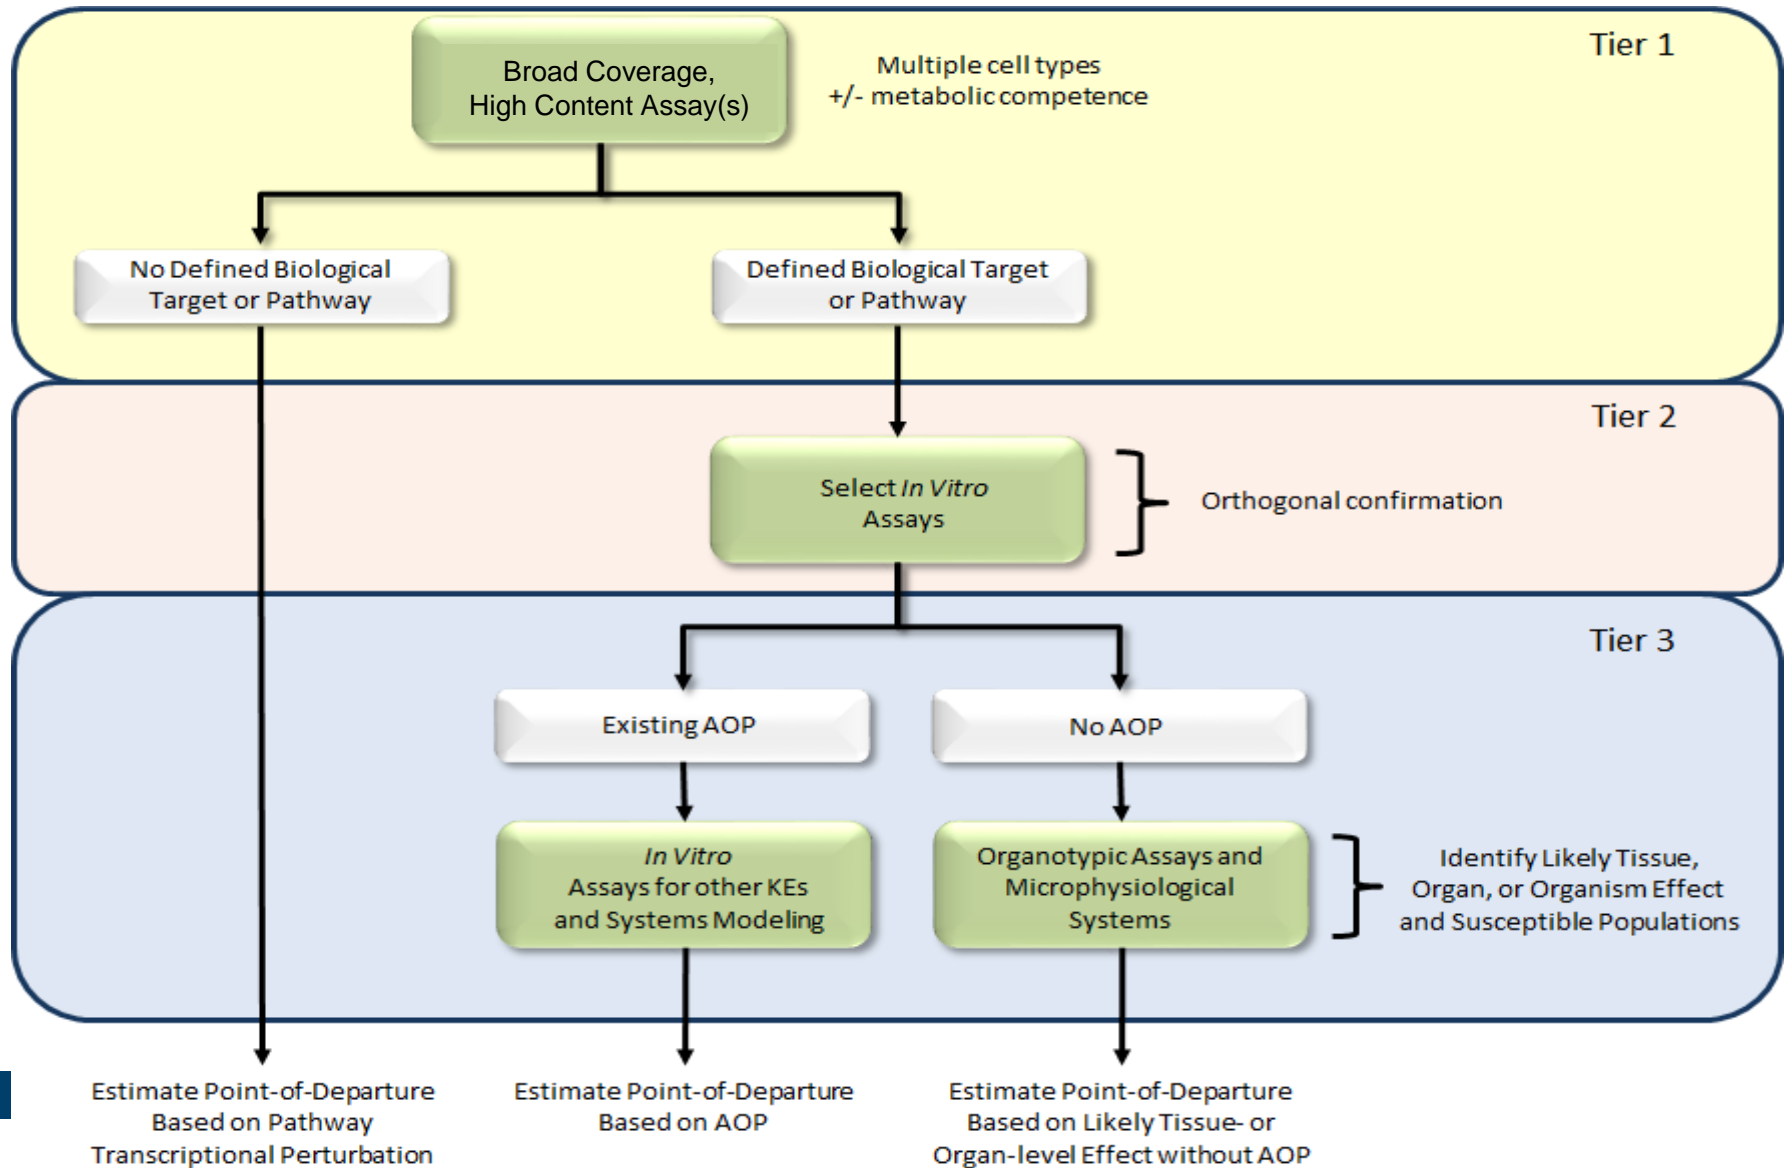 Tier 1
Broad Coverage,
High Content Assay(s)
Multiple cell types
+/- metabolic competence
No Defined Biological
Target or Pathway
Defined Biological Target
or Pathway
Tier 2
Select In Vitro
Assays
Orthogonal confirmation
Tier 3
Existing AOP
No AOP
In Vitro
Assays for other KEs
and Systems Modeling
Organotypic Assays and
Microphysiological
Systems
Identify Likely Tissue,
Organ, or Organism Effect
and Susceptible Populations
Estimate Point-of-Departure
Based on Pathway
Transcriptional Perturbation
Estimate Point-of-Departure
Based on AOP
Estimate Point-of-Departure
Based on Likely Tissue- or
Organ-level Effect without AOP